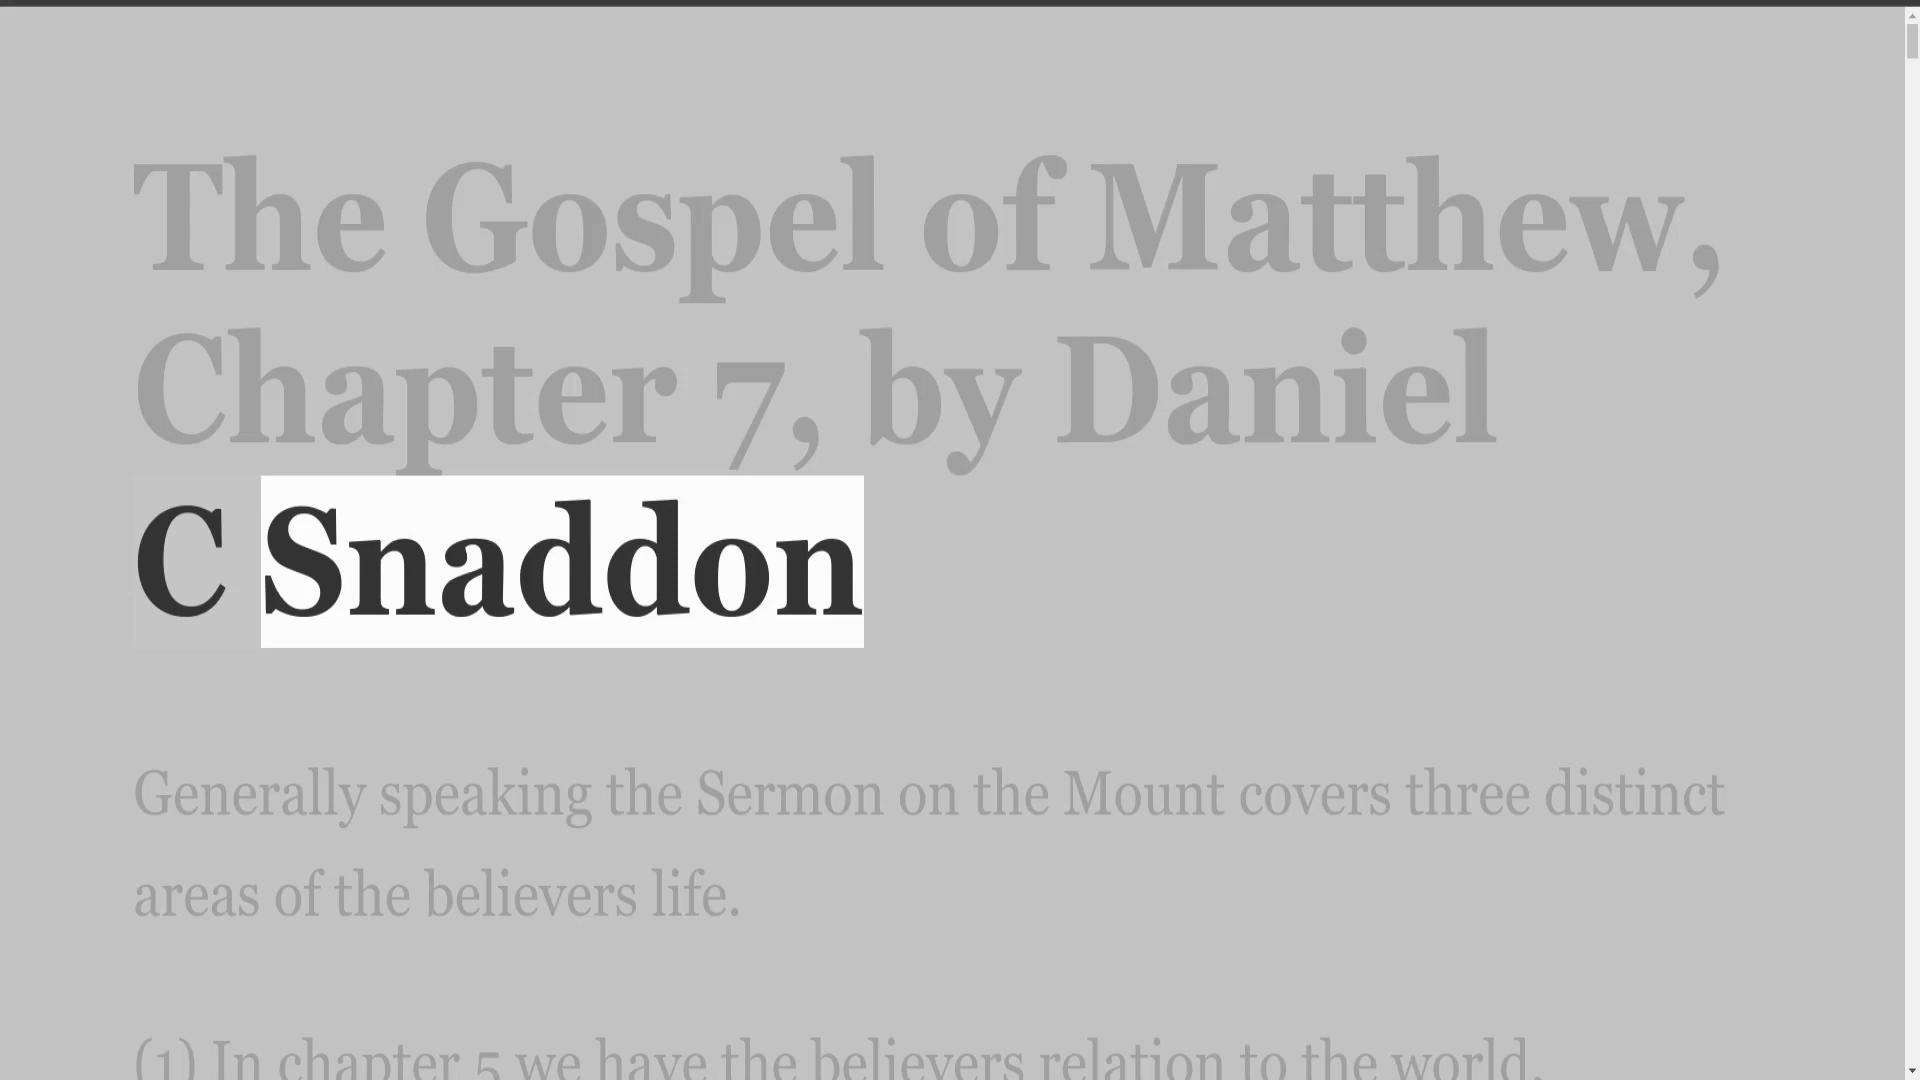 The Gospel of Matthew,
Chapter 7, by Daniel
C Snaddon
Generally speaking the Sermon on the Mount covers three distinct
areas of the believers life.
(1) In chapter 5 we have the believers relation to the world.